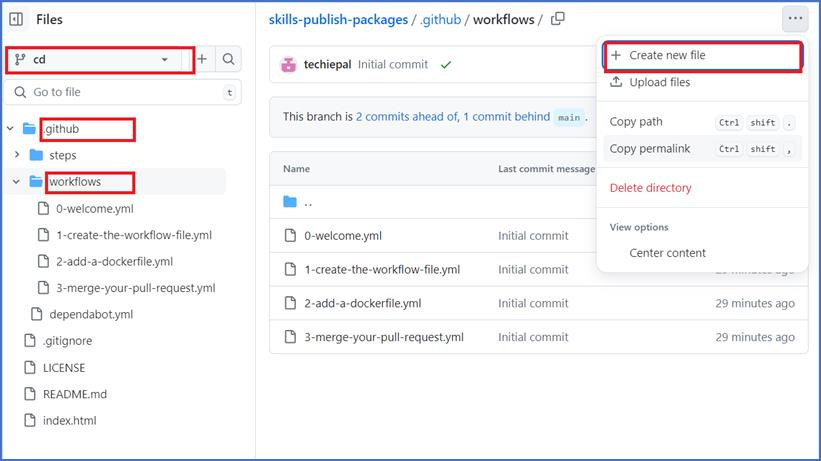 Files
cd
Go to file
t
.github
steps
workflows
0-welcome.yml
1-create-the-workflow-file.yml
2-add-a-dockerfile.yml
3-merge-your-pull-request.yml
dependabot.yml
.gitignore
LICENSE
README.md
index.html
skills-publish-packages / .github / workflows /
techiepal Initial commit
This branch is 2 commits ahead of, 1 commit behind main .
Name Last commit message
..
0-welcome.yml Initial commit
1-create-the-workflow-file.yml Initial commit 29 minutes ago
2-add-a-dockerfile.yml Initial commit 29 minutes ago
3-merge-your-pull-request.yml Initial commit 29 minutes ago
Create new file
Upload files
Copy path Ctrl shift .
Copy permalink Ctrl shift ,
Delete directory
View options
Center content